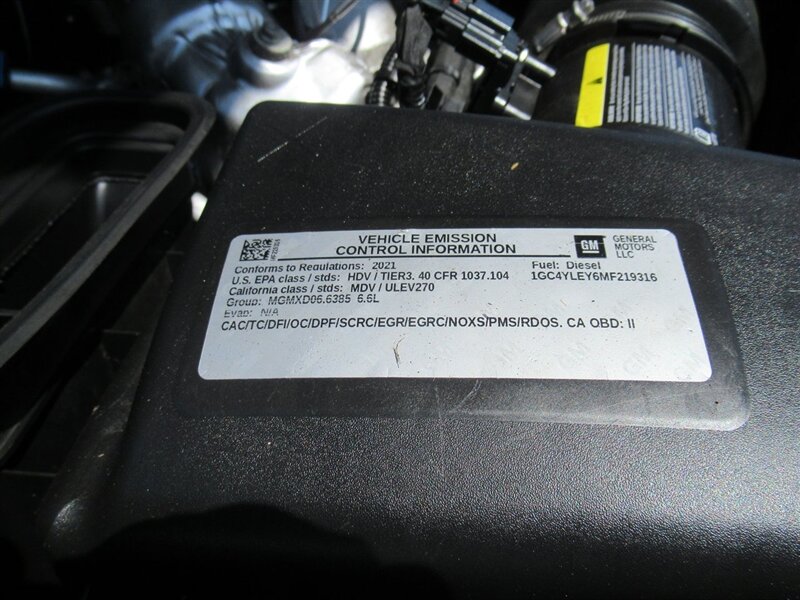 VEHICLE EMISSION
CONTROL INFORMATION
GM
GENERAL
MOTORS
LLC
Conforms to Regulations: 2021
Fuel: Diesel
U.S. EPA class / stds: HDV / TIER3. 40 CFR 1037.104
1GC4YLEY6MF219316
California class / stds: MDV / ULEV270
Group: MGMXD06.6385 6.6L
Evap: N/A
CAC/TC/DFI/OC/DPF/SCRC/EGR/EGRC/NOXS/PMS/RDOS. CA OBD: II